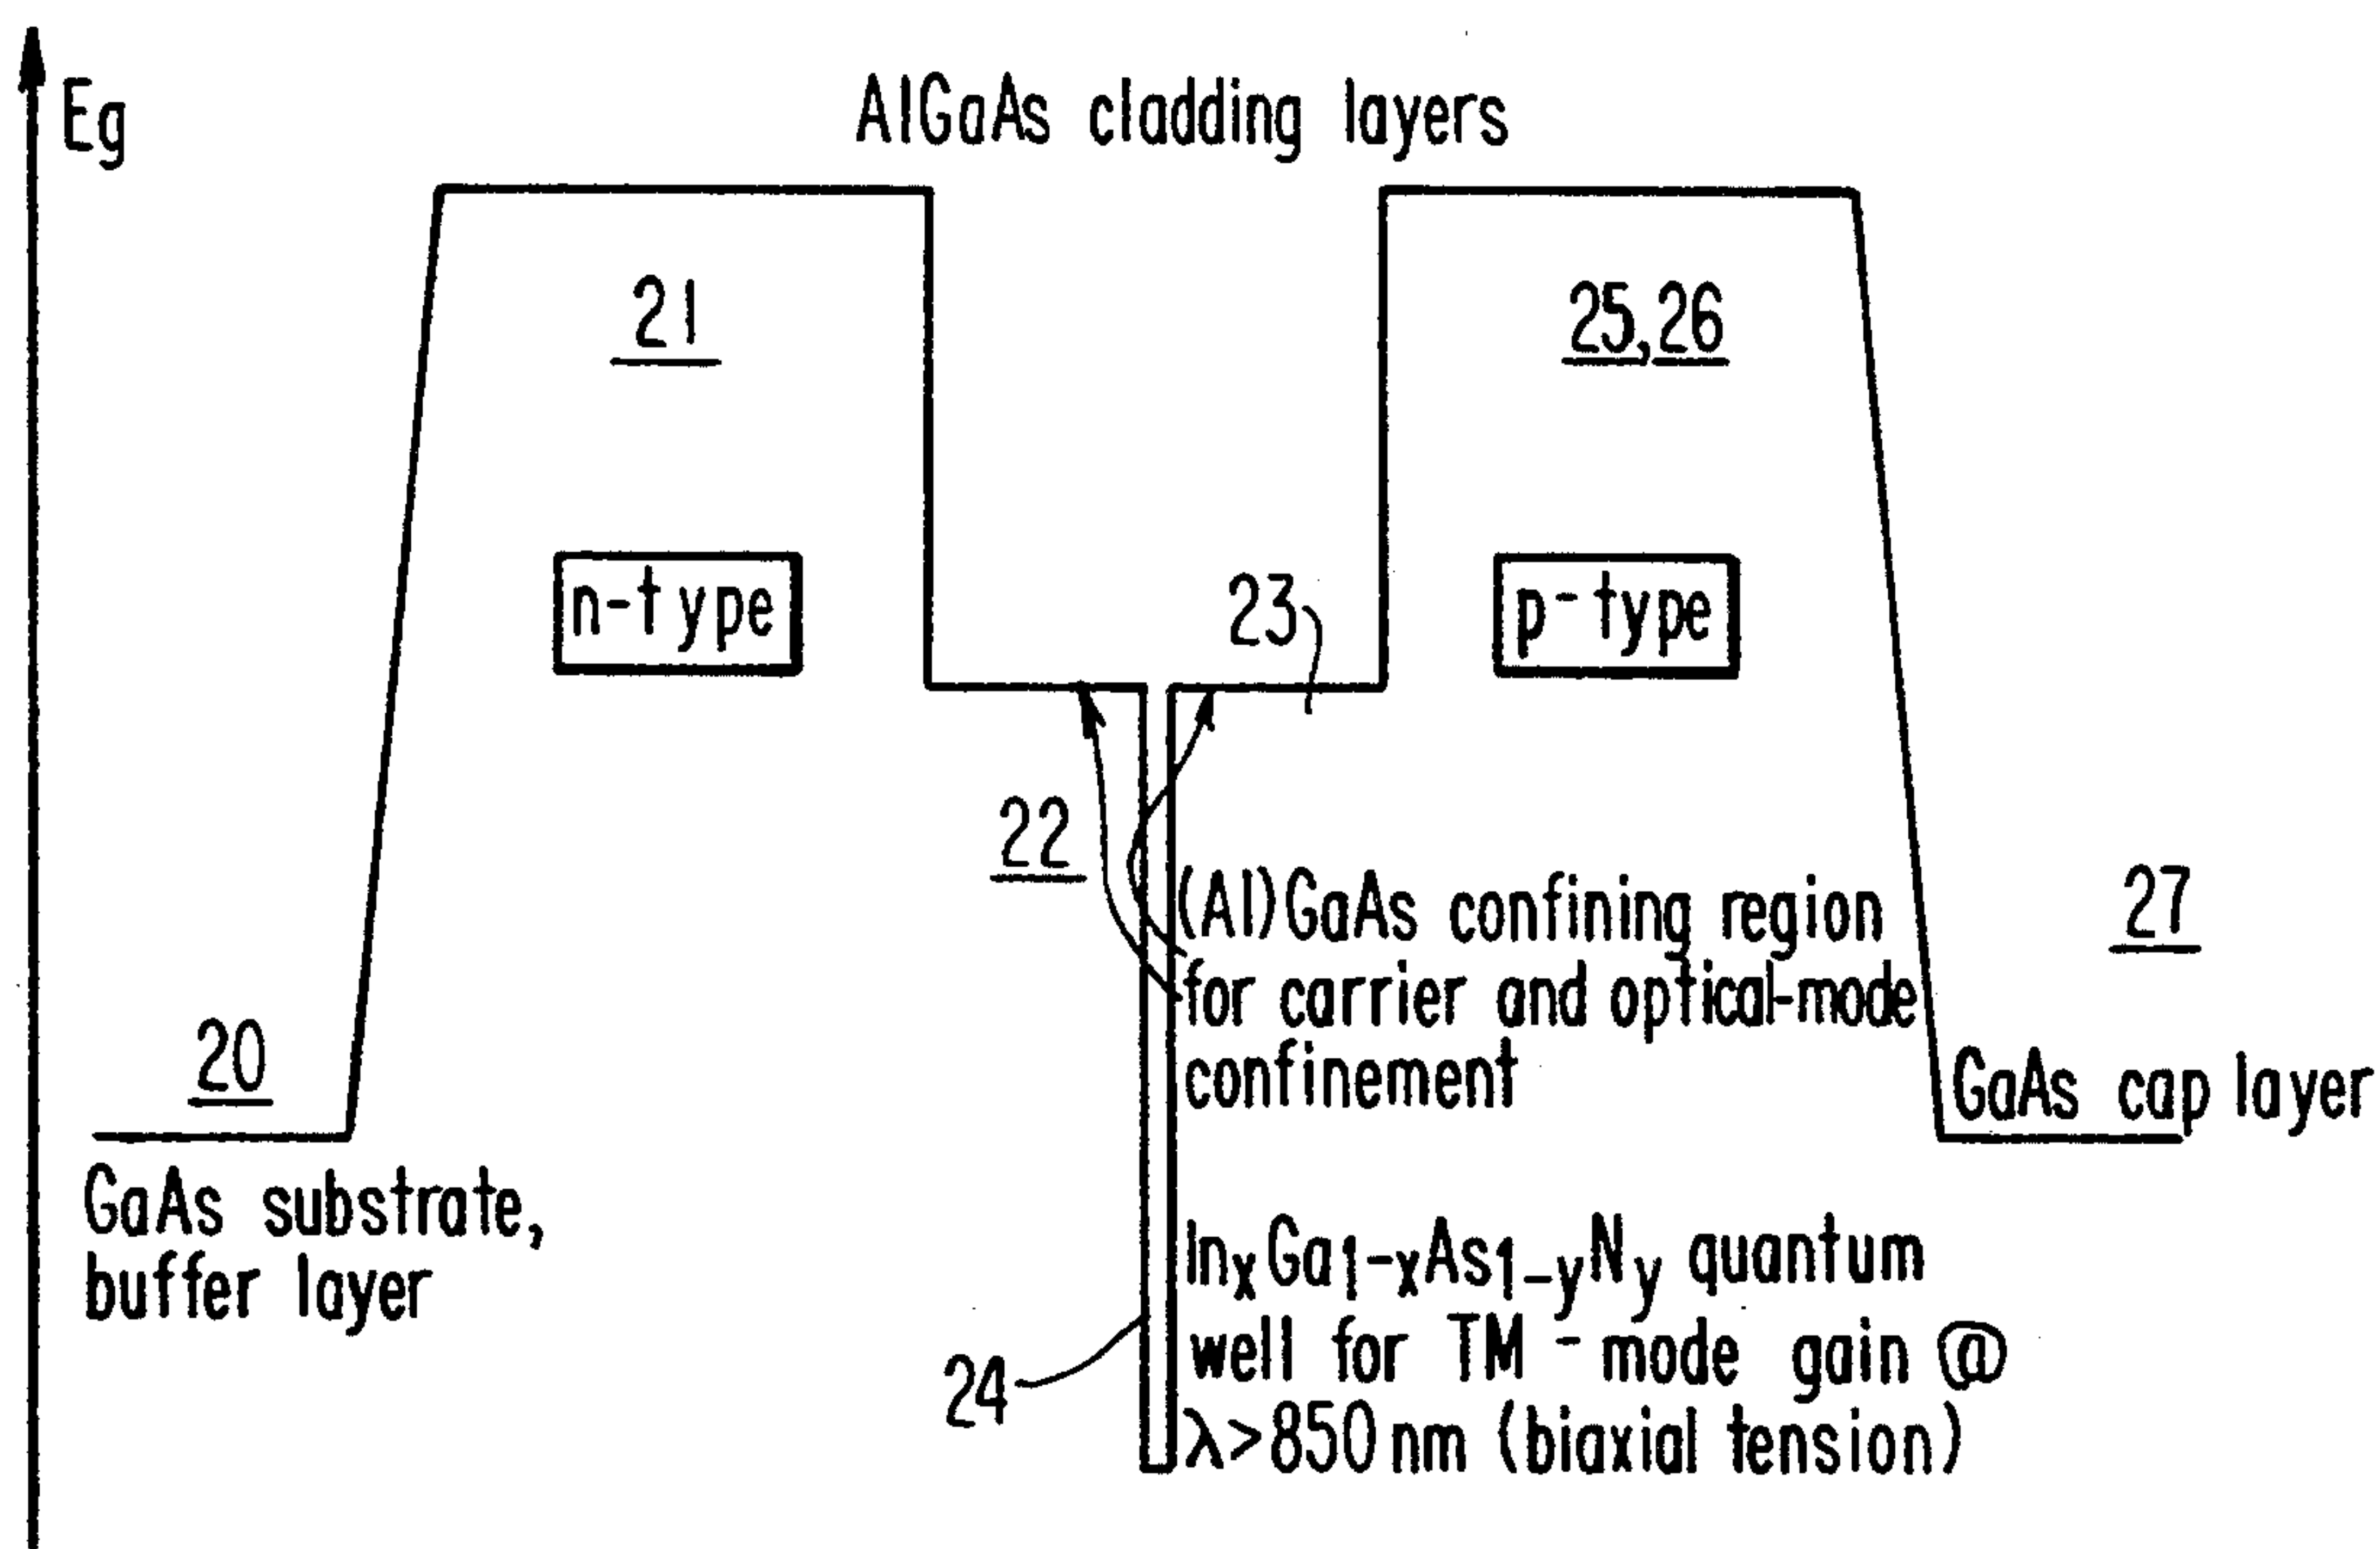 Eg
AlGaAs cladding layers
21
25,26
n-type
23
p-type
22
(Al)GaAs confining region
for carrier and optical-mode
confinement
27
20
GaAs cap layer
GaAs substrate,
buffer layer
InxGa1-xAs1-yNy quantum
well for TM-mode gain @
λ>850nm (biaxial tension)
24